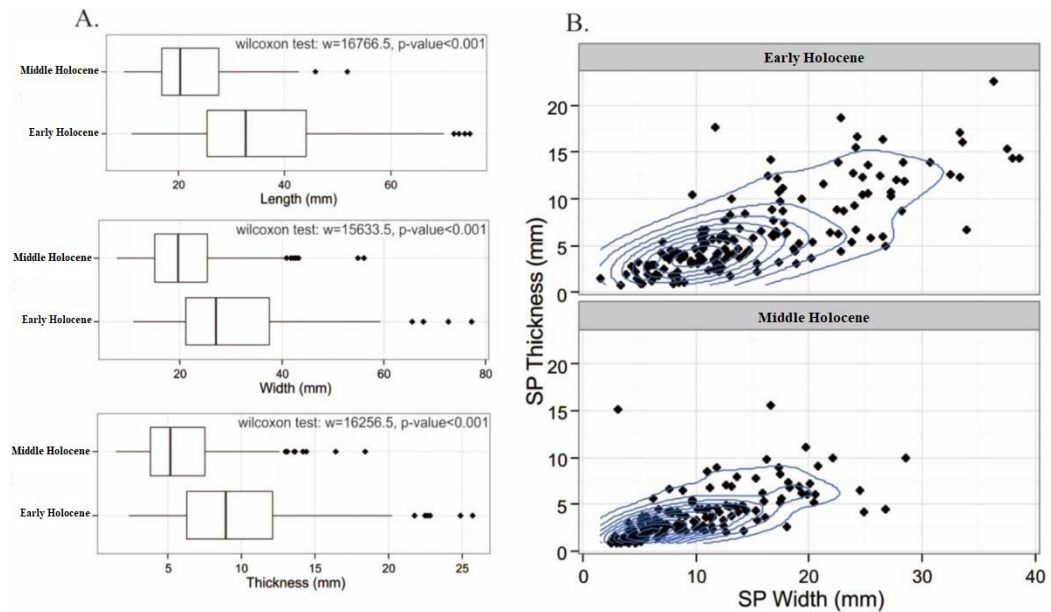 A.
wilcoxon test: w=16766.5, p-value<0.001
Middle Holocene
Early Holocene
20 40 60
Length (mm)
wilcoxon test: w=15633.5, p-value<0.001
Middle Holocene
Early Holocene
20 40 60 80
Width (mm)
wilcoxon test: w=16256.5, p-value<0.001
Middle Holocene
Early Holocene
5 10 15 20 25
Thickness (mm)
B.
Early Holocene
20
15
10
5
0
Middle Holocene
20
15
10
5
0
SP Thickness (mm)
0 10 20 30 40
SP Width (mm)